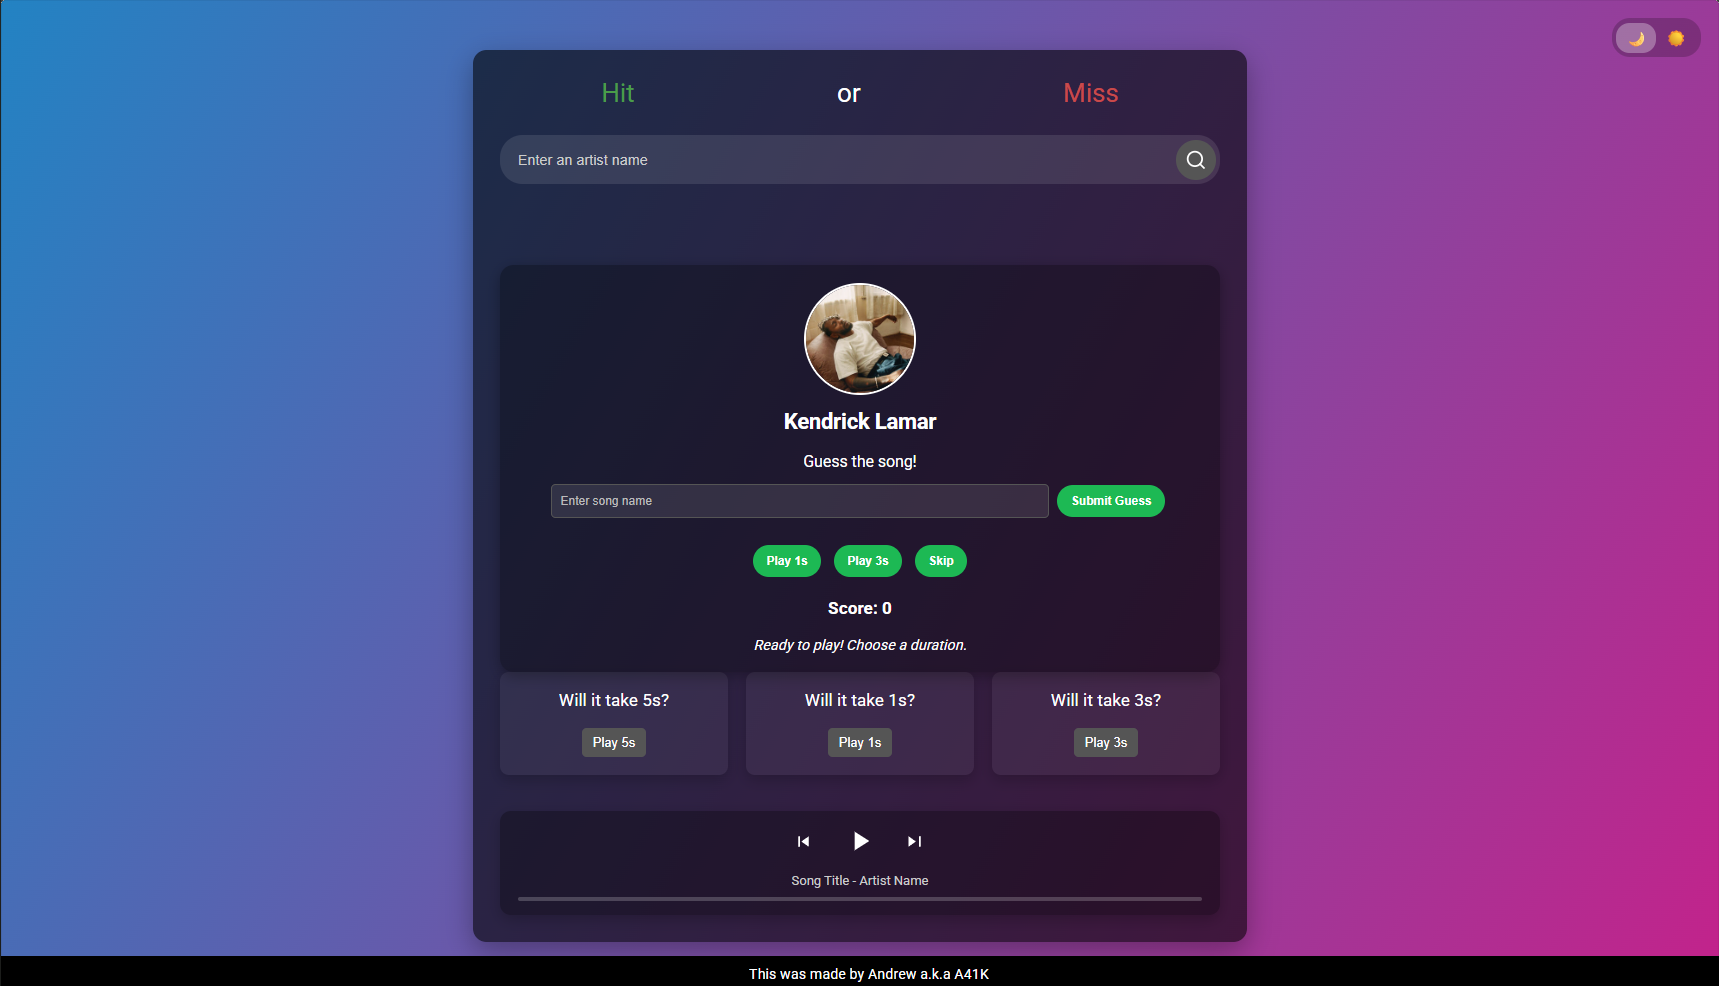 Hit or Miss
Enter an artist name
Kendrick Lamar
Guess the song!
Enter song name Submit Guess
Play 1s Play 3s Skip
Score: 0
Ready to play! Choose a duration.
Will it take 5s? Will it take 1s? Will it take 3s?
Play 5s Play 1s Play 3s
Song Title - Artist Name
This was made by Andrew a.k.a A41K